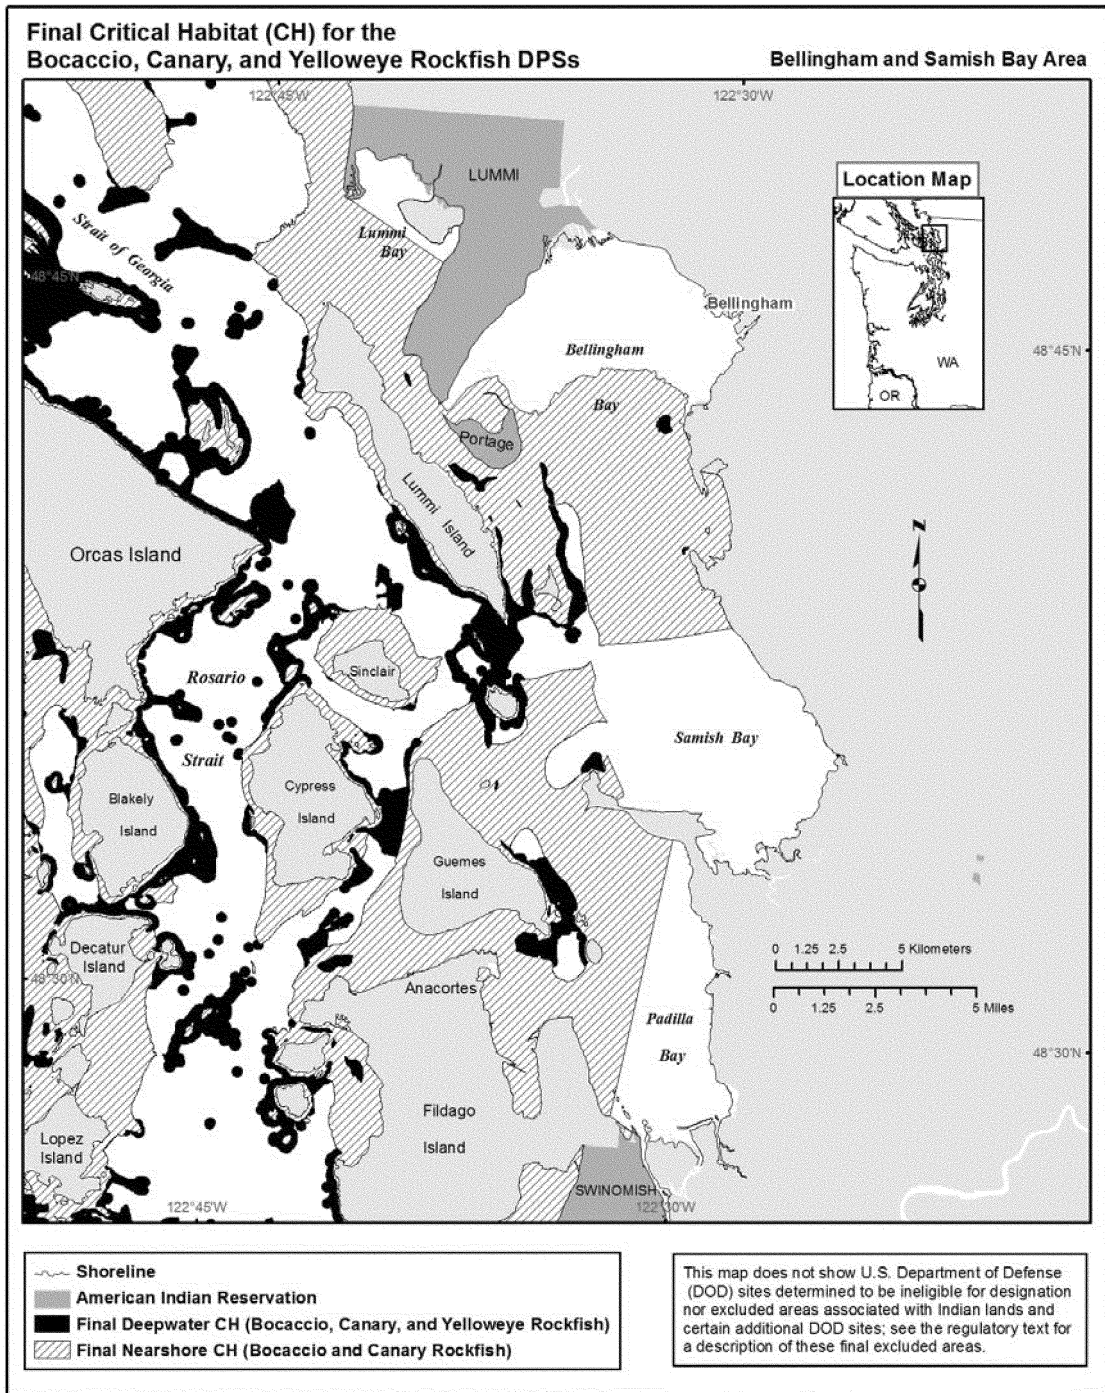 Final Critical Habitat (CH) for the
Bocaccio, Canary, and Yelloweye Rockfish DPSs
Bellingham and Samish Bay Area
122°45'W
122°30'W
LUMMI
Location Map
Strait of Georgia
Lummi
Bay
48°45'N
Bellingham
48°45'N
Bellingham
Bay
WA
OR
Portage
Lummi Island
Orcas Island
N
Sinclair
Rosario
Strait
Samish Bay
Cypress
Island
Blakely
Island
Guemes
Island
Decatur
Island
0 1.25 2.5 5 Kilometers
48°30'N
Anacortes
0 1.25 2.5 5 Miles
Padilla
Bay
48°30'N
Fildago
Island
Lopez
Island
SWINOMISH
122°45'W
122°30'W
Shoreline
American Indian Reservation
Final Deepwater CH (Bocaccio, Canary, and Yelloweye Rockfish)
Final Nearshore CH (Bocaccio and Canary Rockfish)
This map does not show U.S. Department of Defense
(DOD) sites determined to be ineligible for designation
nor excluded areas associated with Indian lands and
certain additional DOD sites; see the regulatory text for
a description of these final excluded areas.